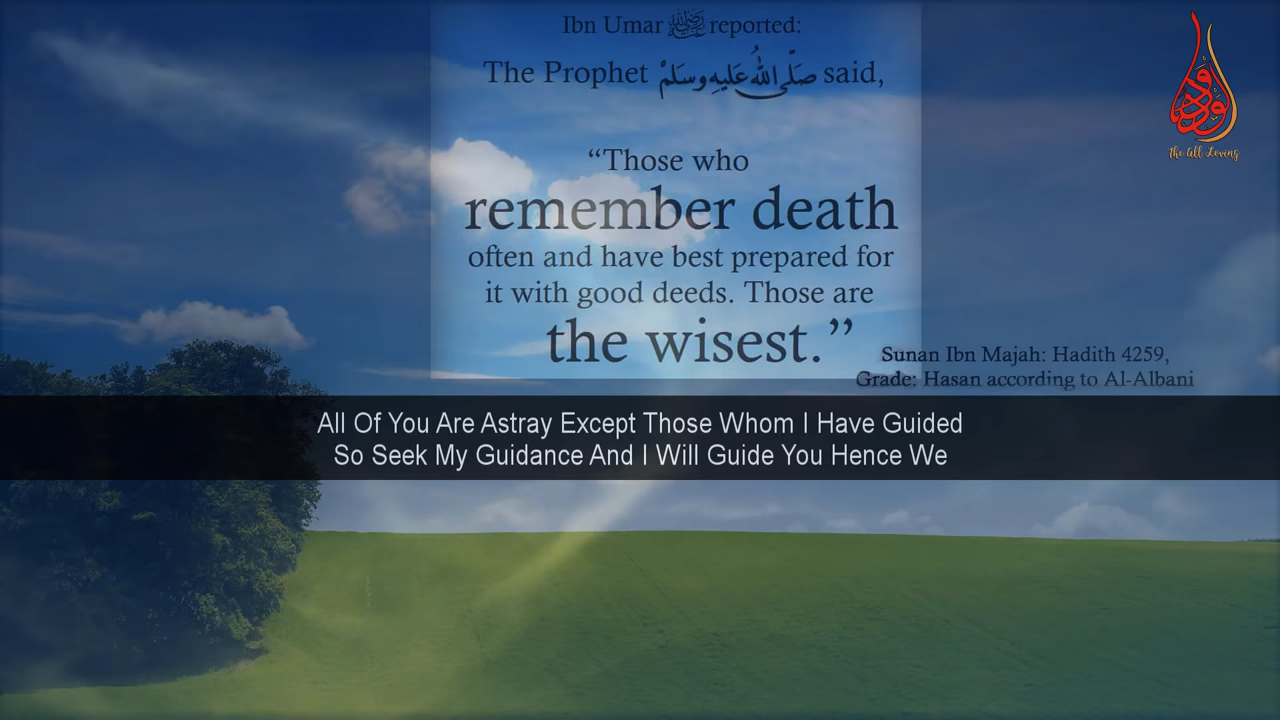 Ibn Umar رضي الله عنه reported:
The Prophet صَلَّى اللهُ عَلَيهِ وَسَلَمْ said,
“Those who
remember death
often and have best prepared for
it with good deeds. Those are
the wisest.”
Sunan Ibn Majah: Hadith 4259,
Grade: Hasan according to Al-Albani
All Of You Are Astray Except Those Whom I Have Guided
So Seek My Guidance And I Will Guide You Hence We
الودود
The All Loving